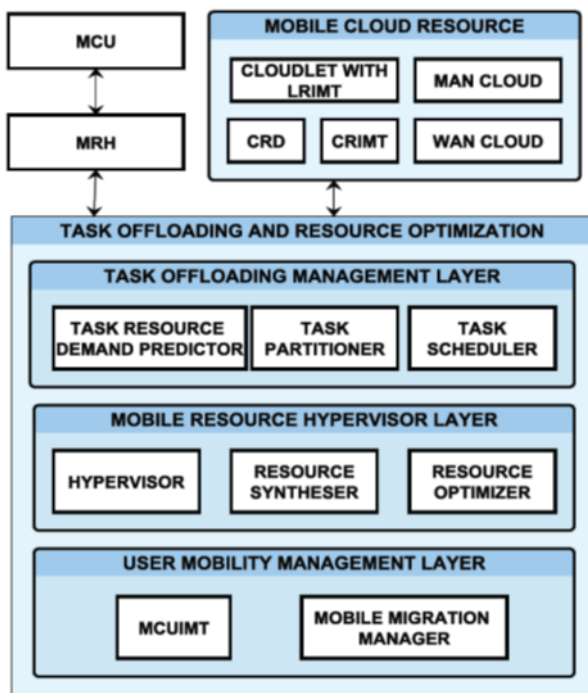 MCU
MRH
MOBILE CLOUD RESOURCE
CLOUDLET WITH
LRIMT
MAN CLOUD
CRD
CRIMT
WAN CLOUD
TASK OFFLOADING AND RESOURCE OPTIMIZATION
TASK OFFLOADING MANAGEMENT LAYER
TASK RESOURCE
DEMAND PREDICTOR
TASK
PARTITIONER
TASK
SCHEDULER
MOBILE RESOURCE HYPERVISOR LAYER
HYPERVISOR
RESOURCE
SYNTHESER
RESOURCE
OPTIMIZER
USER MOBILITY MANAGEMENT LAYER
MCUIMT
MOBILE MIGRATION
MANAGER